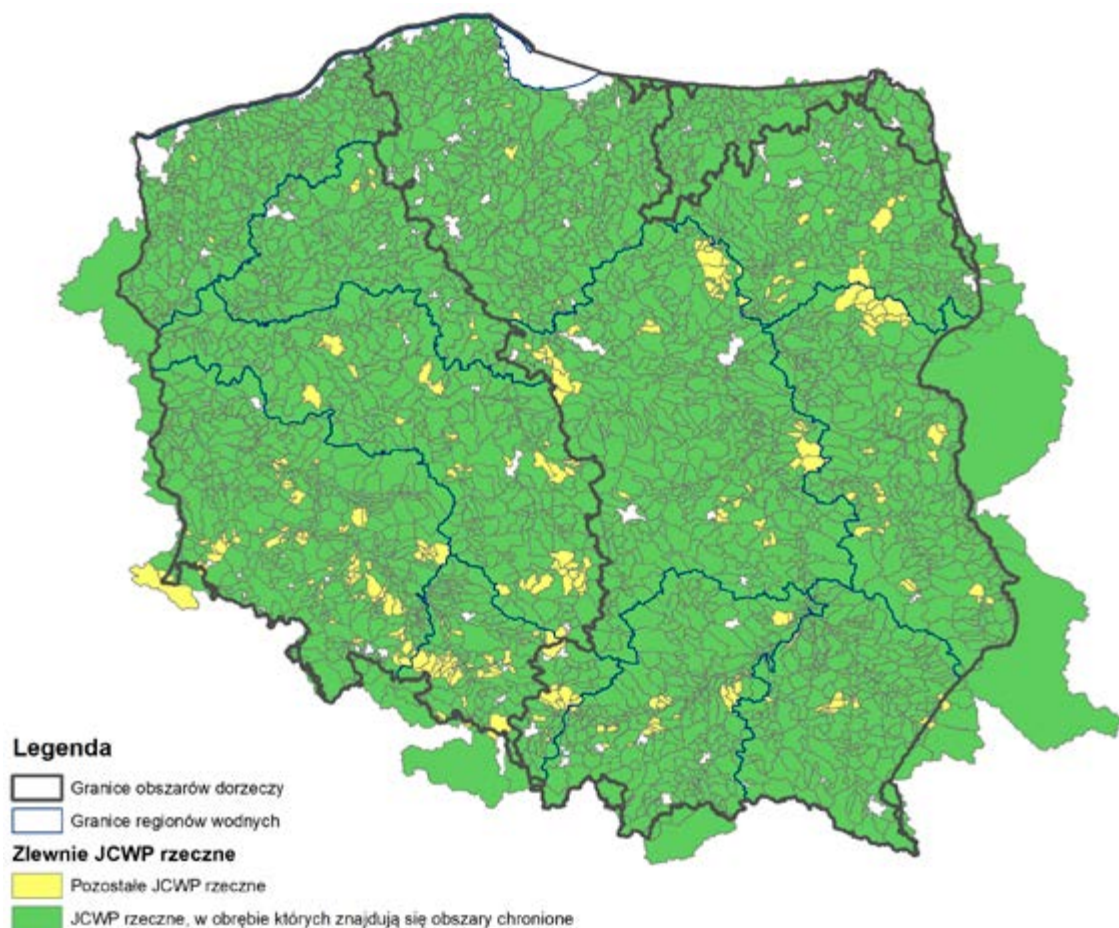 Legenda
Granice obszarów dorzeczy
Granice regionów wodnych
Zlewnie JCWP rzeczne
Pozostałe JCWP rzeczne
JCWP rzeczne, w obrębie których znajdują się obszary chronione